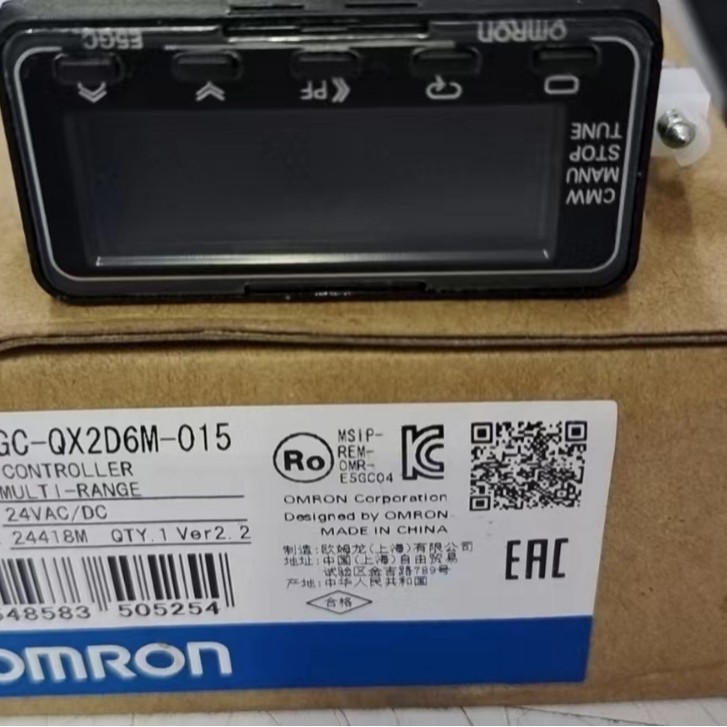 E5GC
OMRON
PF
TUNE
STOP
MANU
CMW
GC-QX2D6M-015
CONTROLLER
MULTI-RANGE
24VAC/DC
24418M QTY.1 Ver2.2
548583 505254
Ro
MSIP-
REM-
OMR-
E5GC04
OMRON Corporation
Designed by OMRON.
MADE IN CHINA
制造:欧姆龙(上海)有限公司
地址:中国(上海)自由贸易
试验区金吉路789号
产地:中华人民共和国
合格
EAC
OMRON